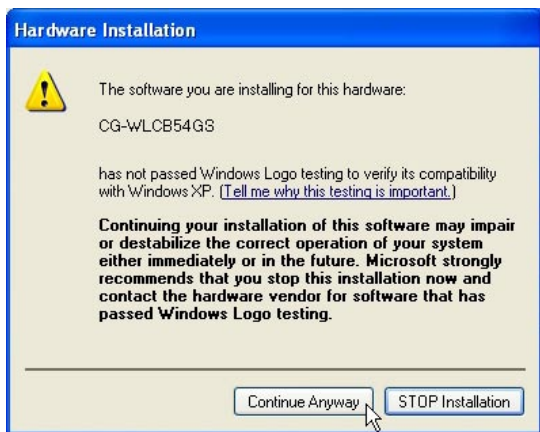 Hardware Installation
The software you are installing for this hardware:
CG-WLCB54GS
has not passed Windows Logo testing to verify its compatibility
with Windows XP. (Tell me why this testing is important.)
Continuing your installation of this software may impair
or destabilize the correct operation of your system
either immediately or in the future. Microsoft strongly
recommends that you stop this installation now and
contact the hardware vendor for software that has
passed Windows Logo testing.
Continue Anyway
STOP Installation